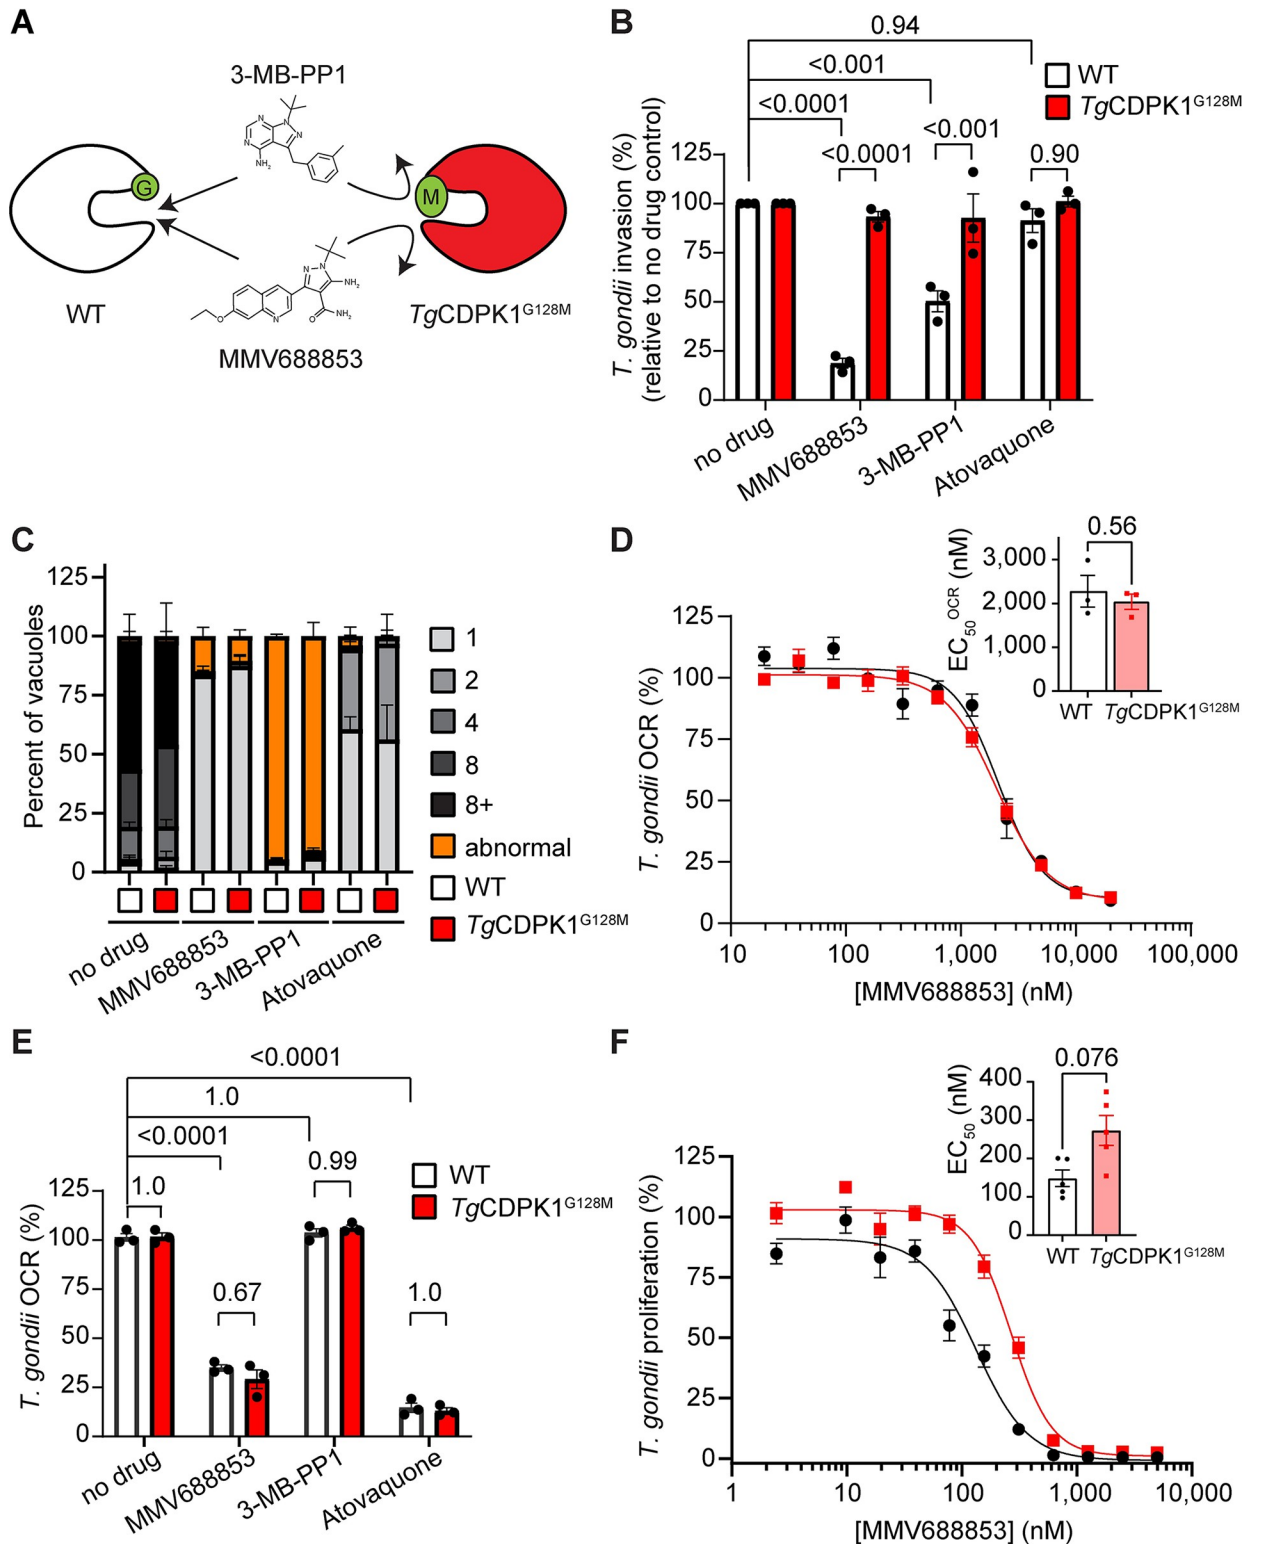 A
3-MB-PP1
N
N
N
N
N
NH2
G
M
WT
N
N
N
NH2
O
O
NH2
MMV688853
TgCDPK1G128M
B
0.94
<0.001
<0.0001
<0.001
<0.0001
0.90
WT
TgCDPK1G128M
T. gondii invasion (%)
(relative to no drug control)
125
100
75
50
25
0
no drug
MMV688853
3-MB-PP1
Atovaquone
C
Percent of vacuoles
125
100
75
50
25
0
1
2
4
8
8+
abnormal
WT
TgCDPK1G128M
no drug
MMV688853
3-MB-PP1
Atovaquone
D
T. gondii OCR (%)
125
100
75
50
25
0
10
100
1,000
10,000
100,000
[MMV688853] (nM)
EC50OCR (nM)
0.56
3,000
2,000
1,000
0
WT
TgCDPK1G128M
E
<0.0001
1.0
<0.0001
1.0
0.99
0.67
1.0
WT
TgCDPK1G128M
T. gondii OCR (%)
125
100
75
50
25
0
no drug
MMV688853
3-MB-PP1
Atovaquone
F
T. gondii proliferation (%)
125
100
75
50
25
0
1
10
100
1,000
10,000
[MMV688853] (nM)
EC50 (nM)
0.076
400
300
200
100
0
WT
TgCDPK1G128M